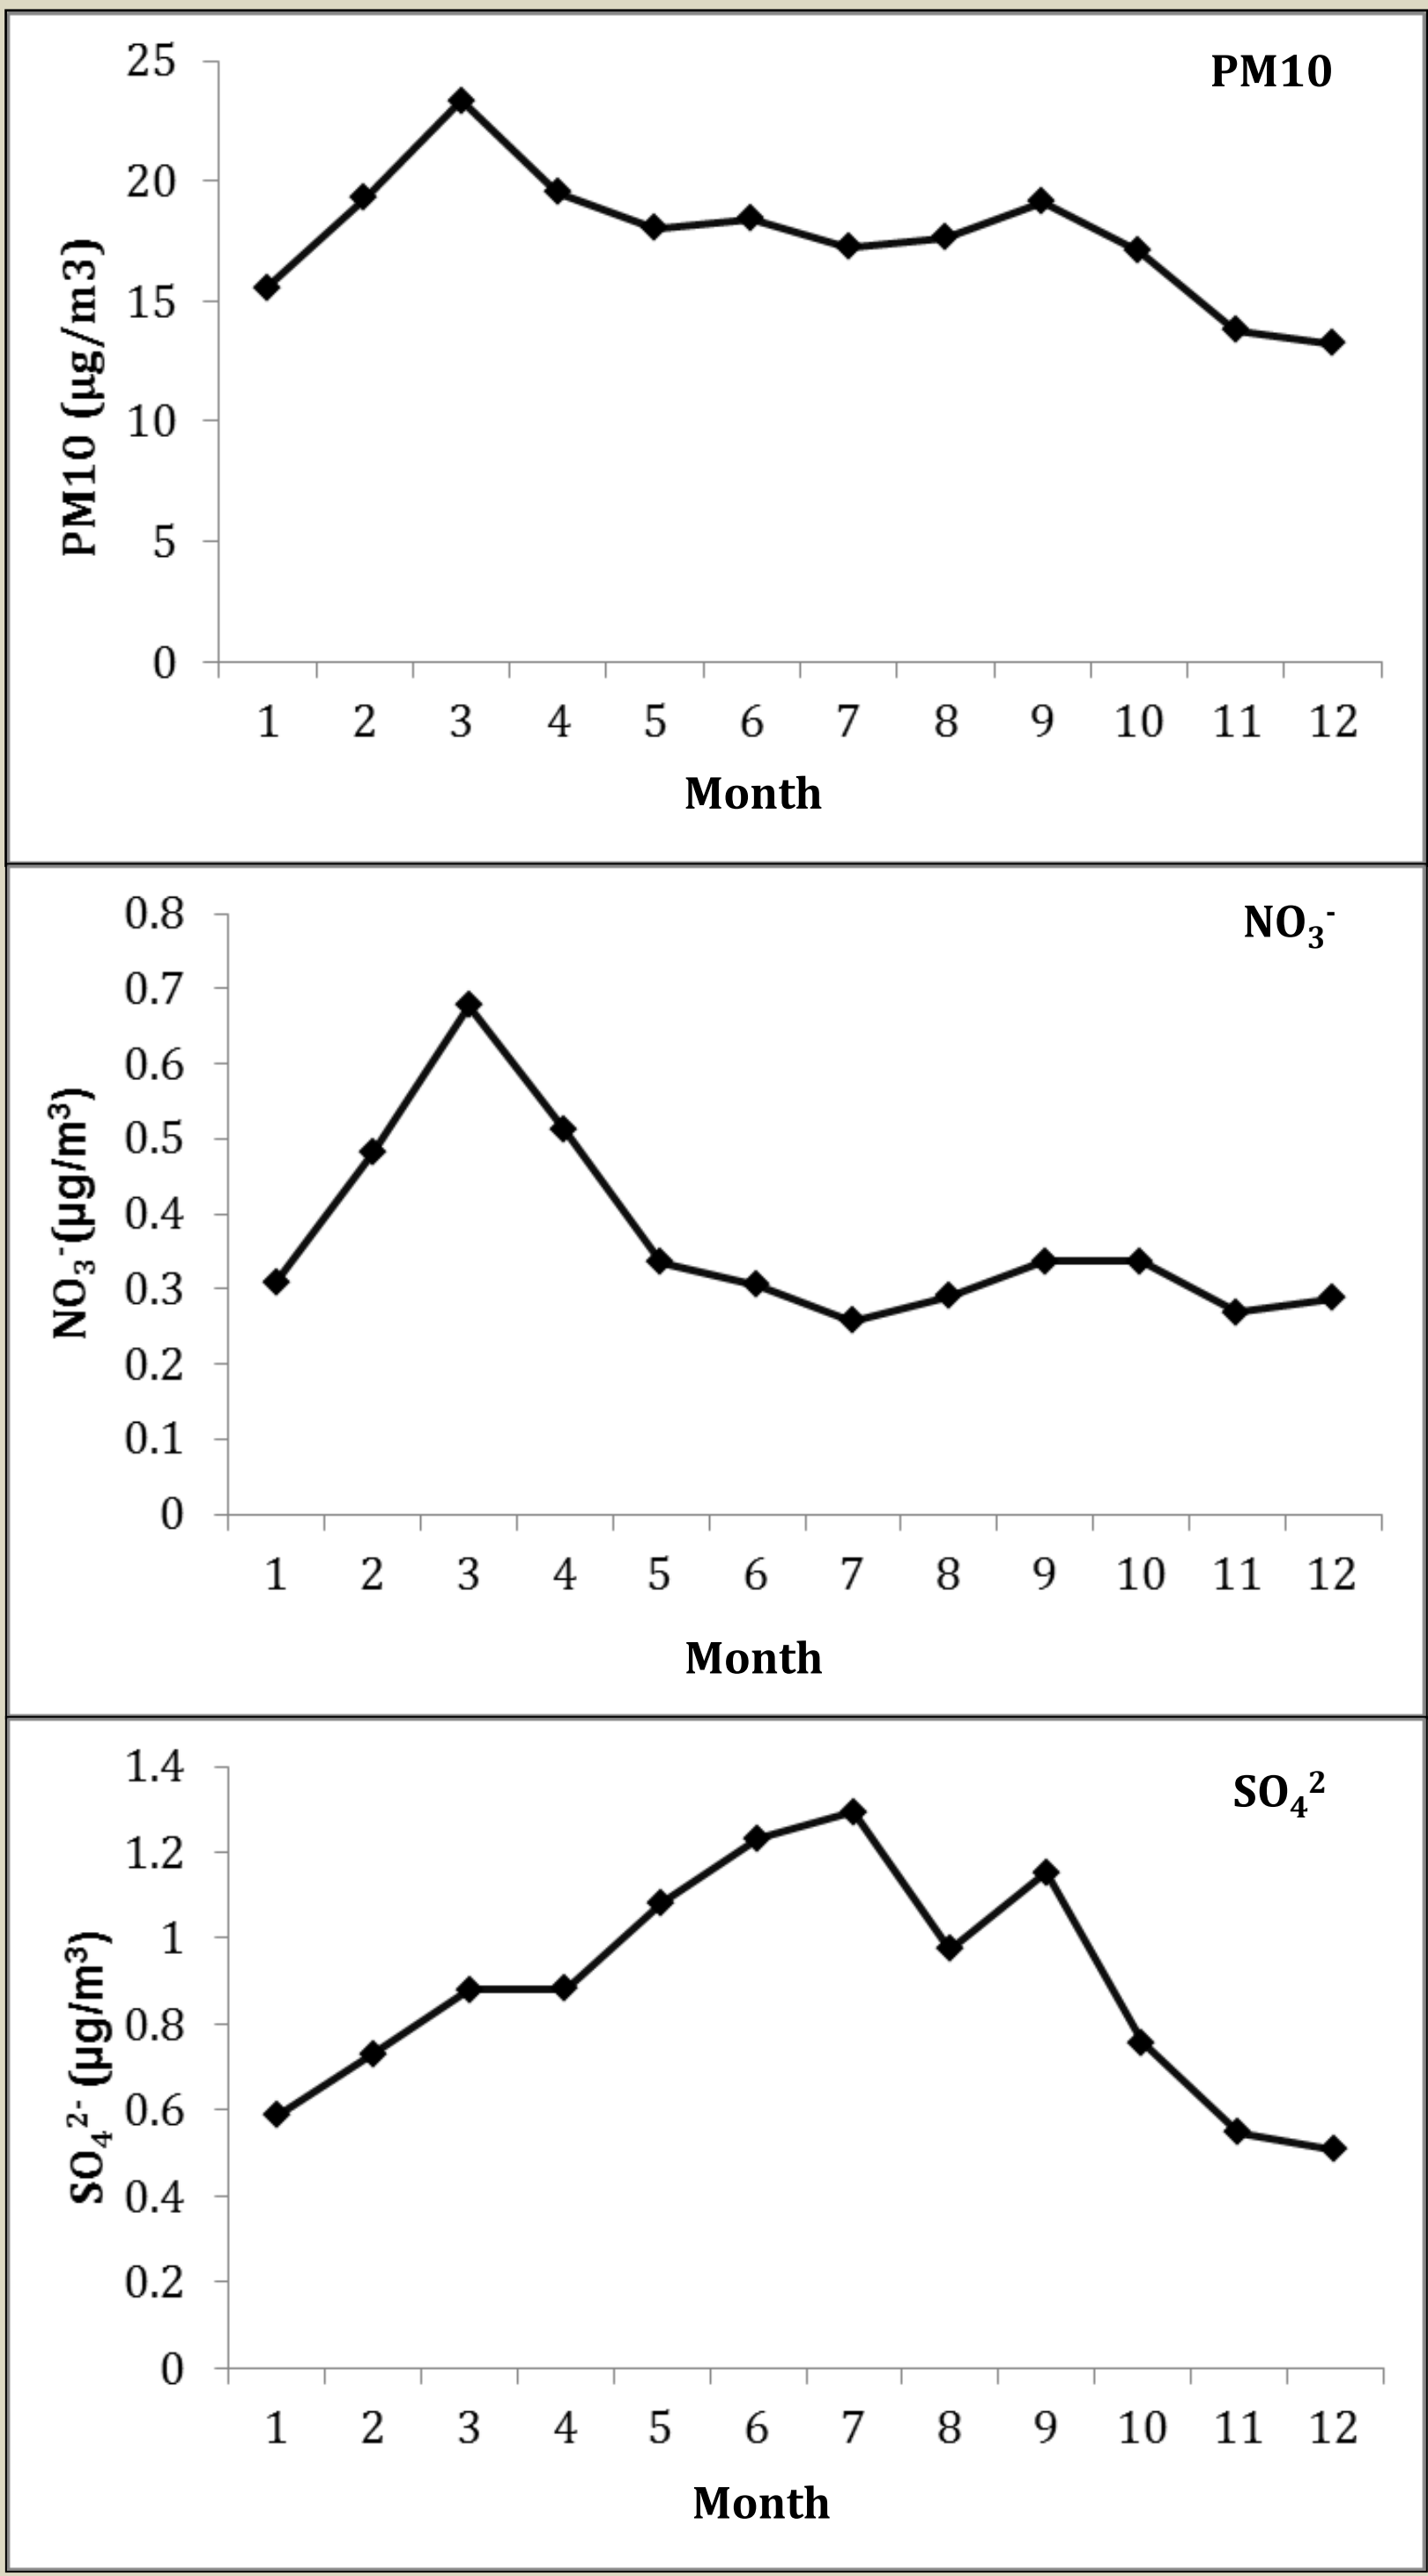 PM10
25
20
15
10
5
0
PM10 (µg/m3)
1 2 3 4 5 6 7 8 9 10 11 12
Month
NO₃⁻
0.8
0.7
0.6
0.5
0.4
0.3
0.2
0.1
0
NO₃⁻(µg/m³)
1 2 3 4 5 6 7 8 9 10 11 12
Month
SO₄²
1.4
1.2
1
0.8
0.6
0.4
0.2
0
SO₄²⁻ (µg/m³)
1 2 3 4 5 6 7 8 9 10 11 12
Month